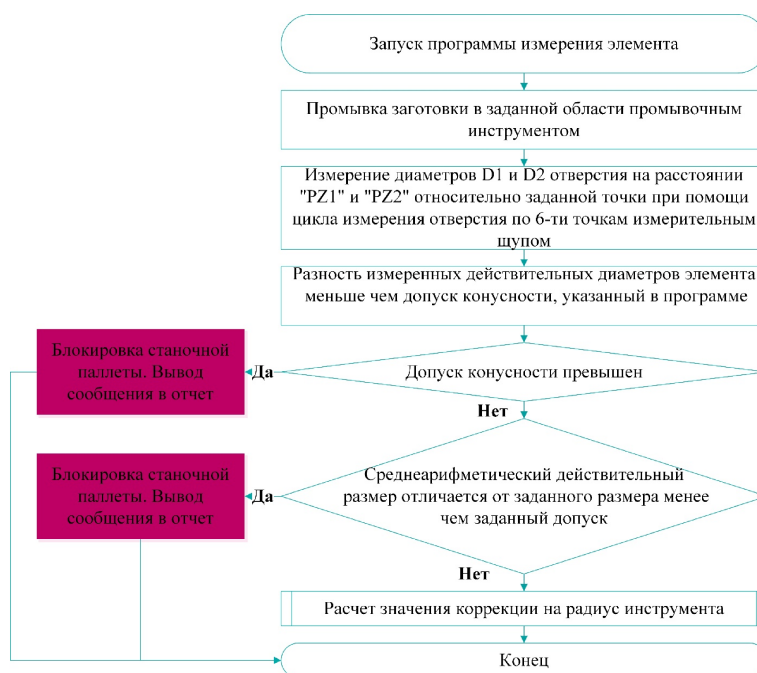 Запуск программы измерения элемента
Промывка заготовки в заданной области промывочным
инструментом
Измерение диаметров D1 и D2 отверстия на расстоянии
"PZ1" и "PZ2" относительно заданной точки при помощи
цикла измерения отверстия по 6-ти точкам измерительным
щупом
Разность измеренных действительных диаметров элемента
меньше чем допуск конусности, указанный в программе
Блокировка станочной
паллеты. Вывод
сообщения в отчет
Да
Допуск конусности превышен
Нет
Блокировка станочной
паллеты. Вывод
сообщения в отчет
Да
Среднеарифметический действительный
размер отличается от заданного размера менее
чем заданный допуск
Нет
Расчет значения коррекции на радиус инструмента
Конец